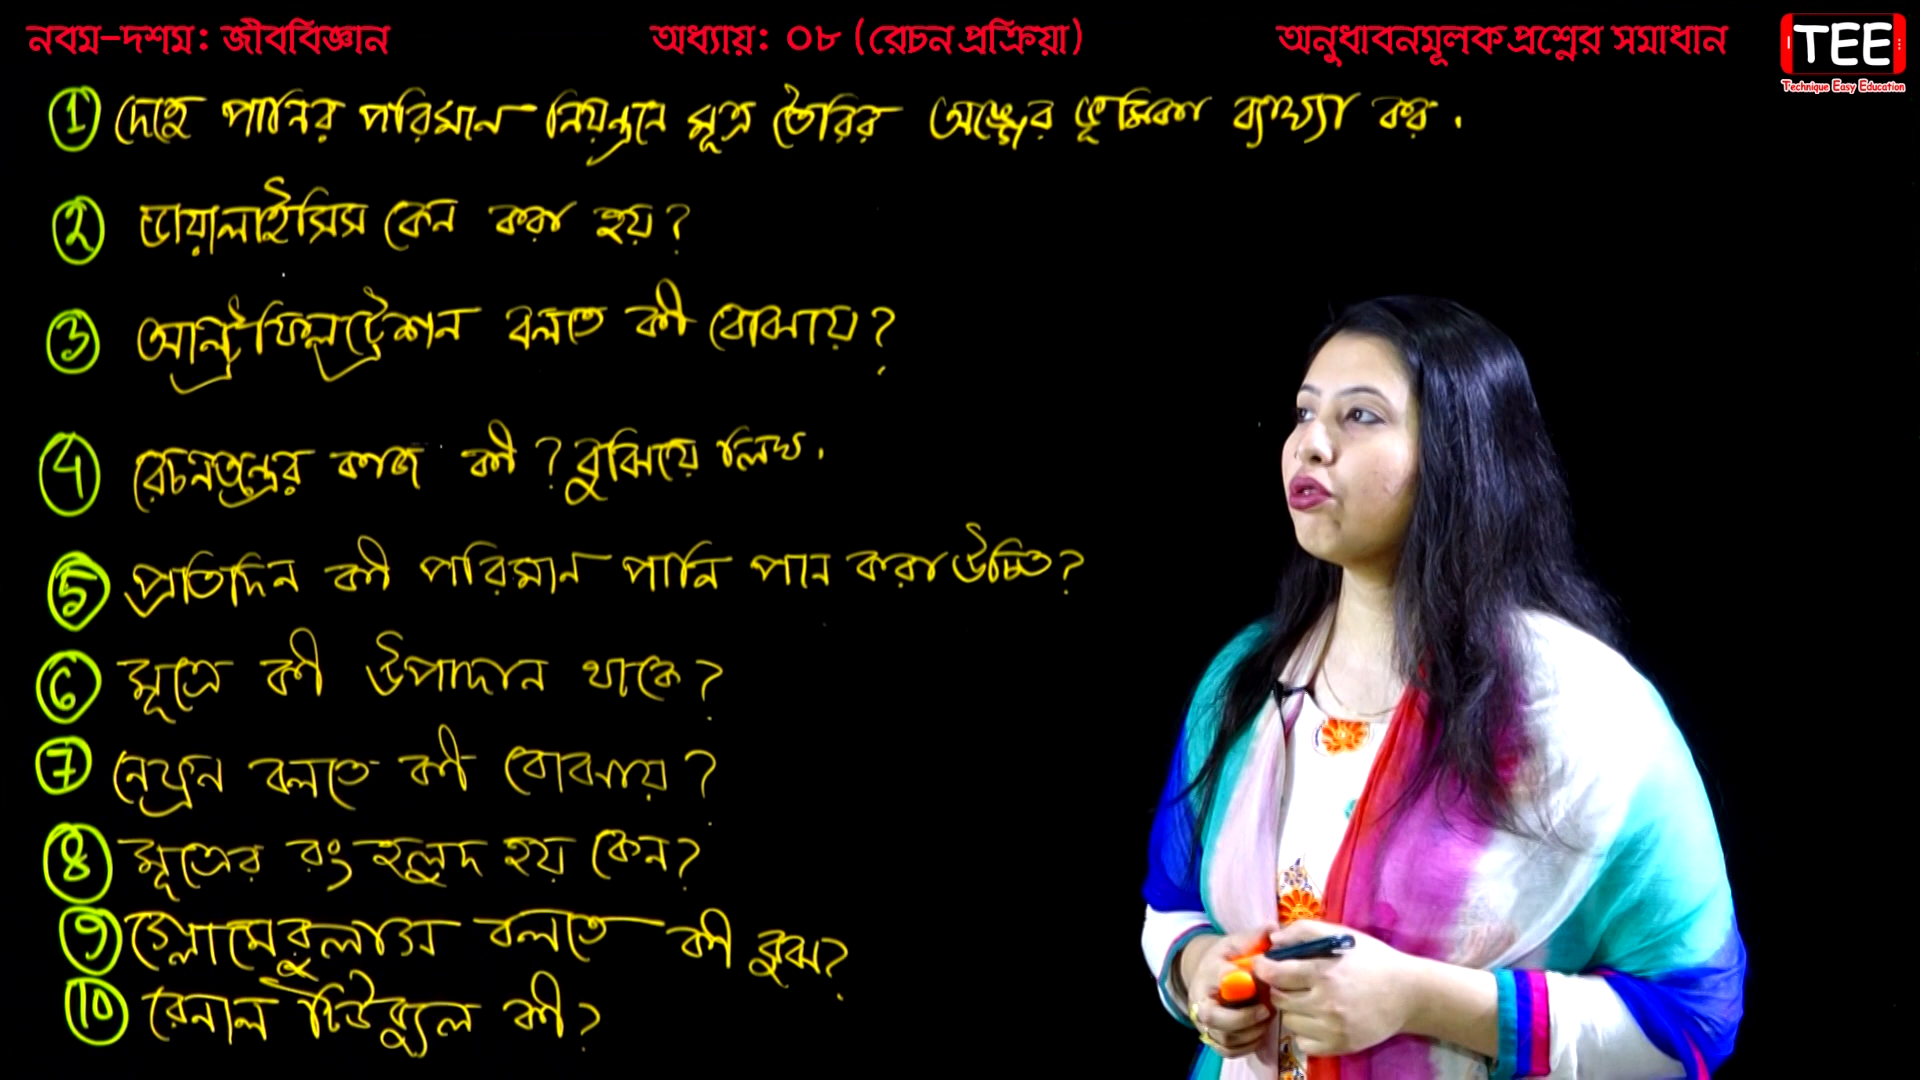 নবম-দশম: জীববিজ্ঞান
অধ্যায়: ০৮ (রেচন প্রক্রিয়া)
অনুধাবনমূলক প্রশ্নের সমাধান
TEE
Technique Easy Education
1 দেহে পানির পরিমান নিয়ন্ত্রনে মূত্র তৈরির অঙ্গের ভূমিকা ব্যাখ্যা কর.
2 ডায়ালাইসিস কেন করা হয়?
3 আল্ট্রাফিল্ট্রেশন বলতে কী বোঝায়?
4 রেচনতন্ত্রের কাজ কী? বুঝিয়ে লিখ.
5 প্রতিদিন কী পরিমান পানি পান করা উচিত?
6 মূত্রে কী উপাদান থাকে?
7 নেফ্রন বলতে কী বোঝায়?
8 মূত্রের রং হলুদ হয় কেন?
9 গ্লোমেরুলাস বলতে কী বুঝ?
10 রেনাল টিউব্যুল কী?